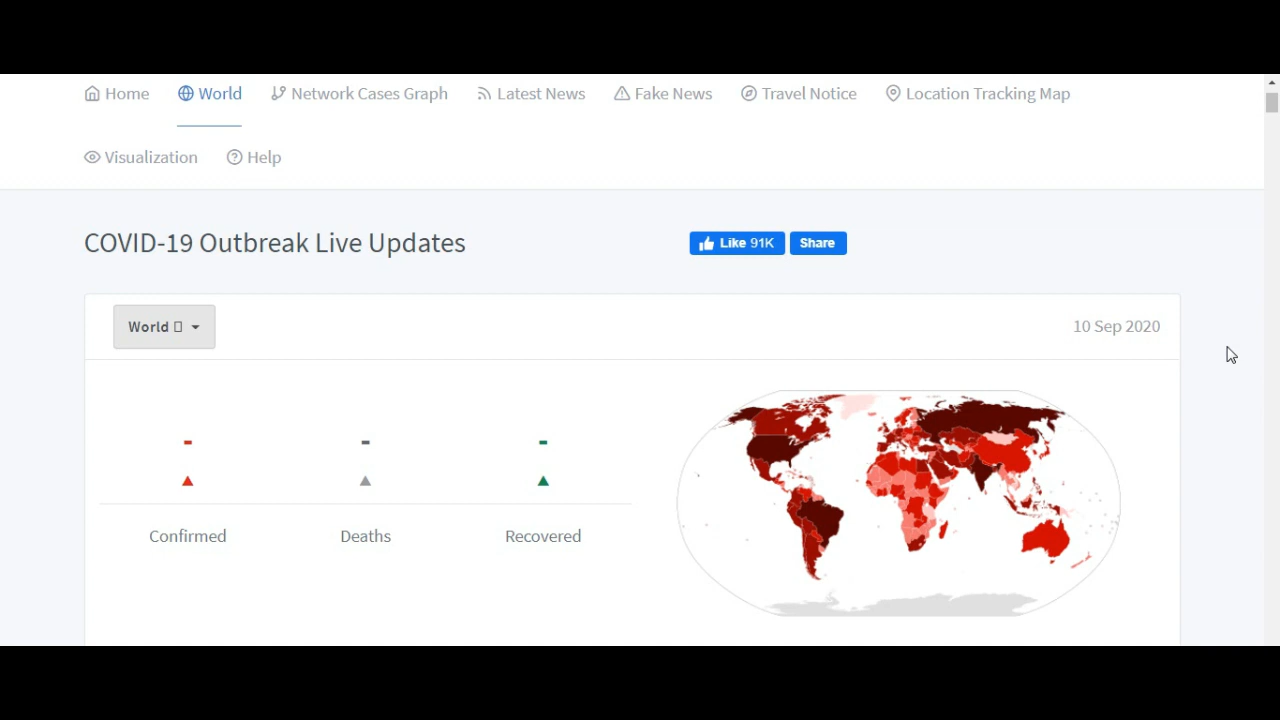 Home World Network Cases Graph Latest News Fake News Travel Notice Location Tracking Map
Visualization Help
COVID-19 Outbreak Live Updates
Like 91K Share
World
10 Sep 2020
- - -
Confirmed Deaths Recovered